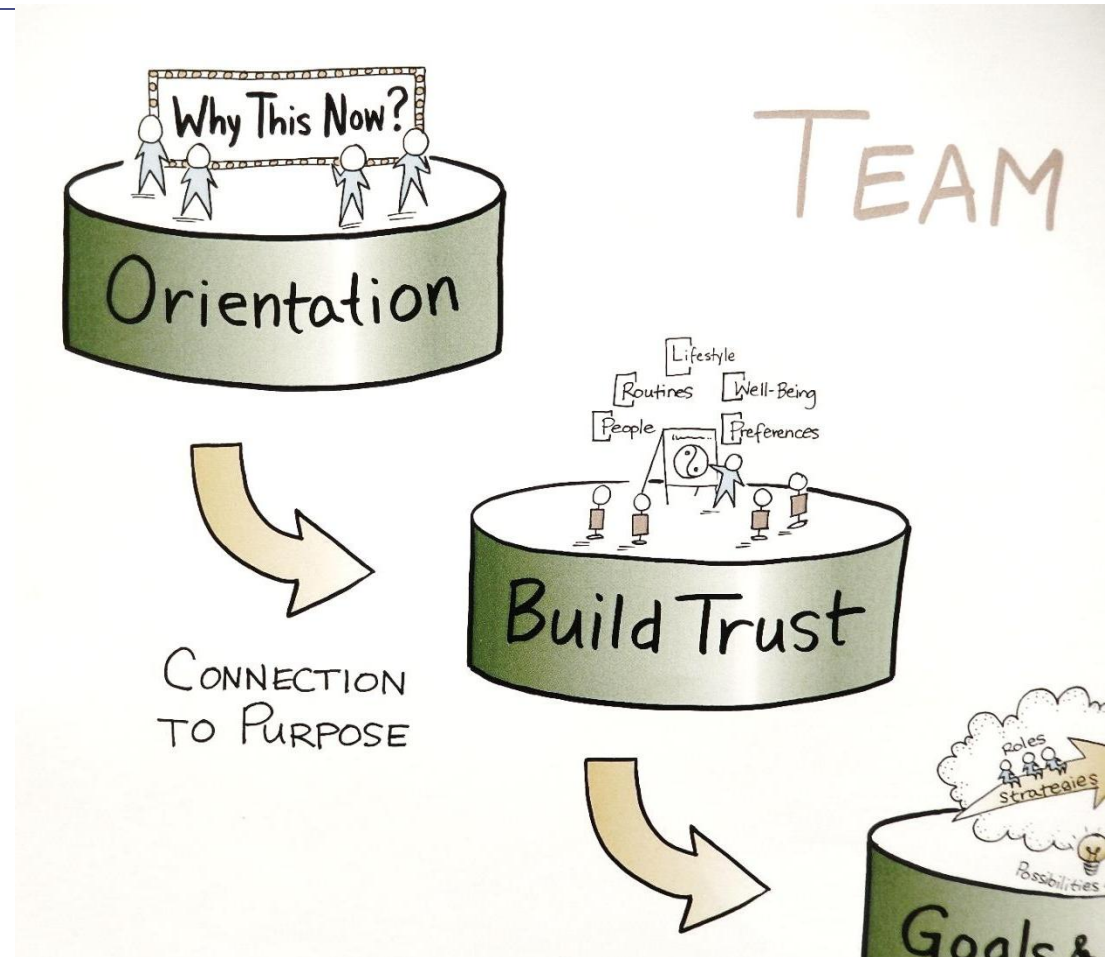 Why This Now?
TEAM
Orientation
Lifestyle
Routines
Well-Being
People
Preferences
Build Trust
CONNECTION
TO PURPOSE
Roles
Strategies
Possibilities
Goals &